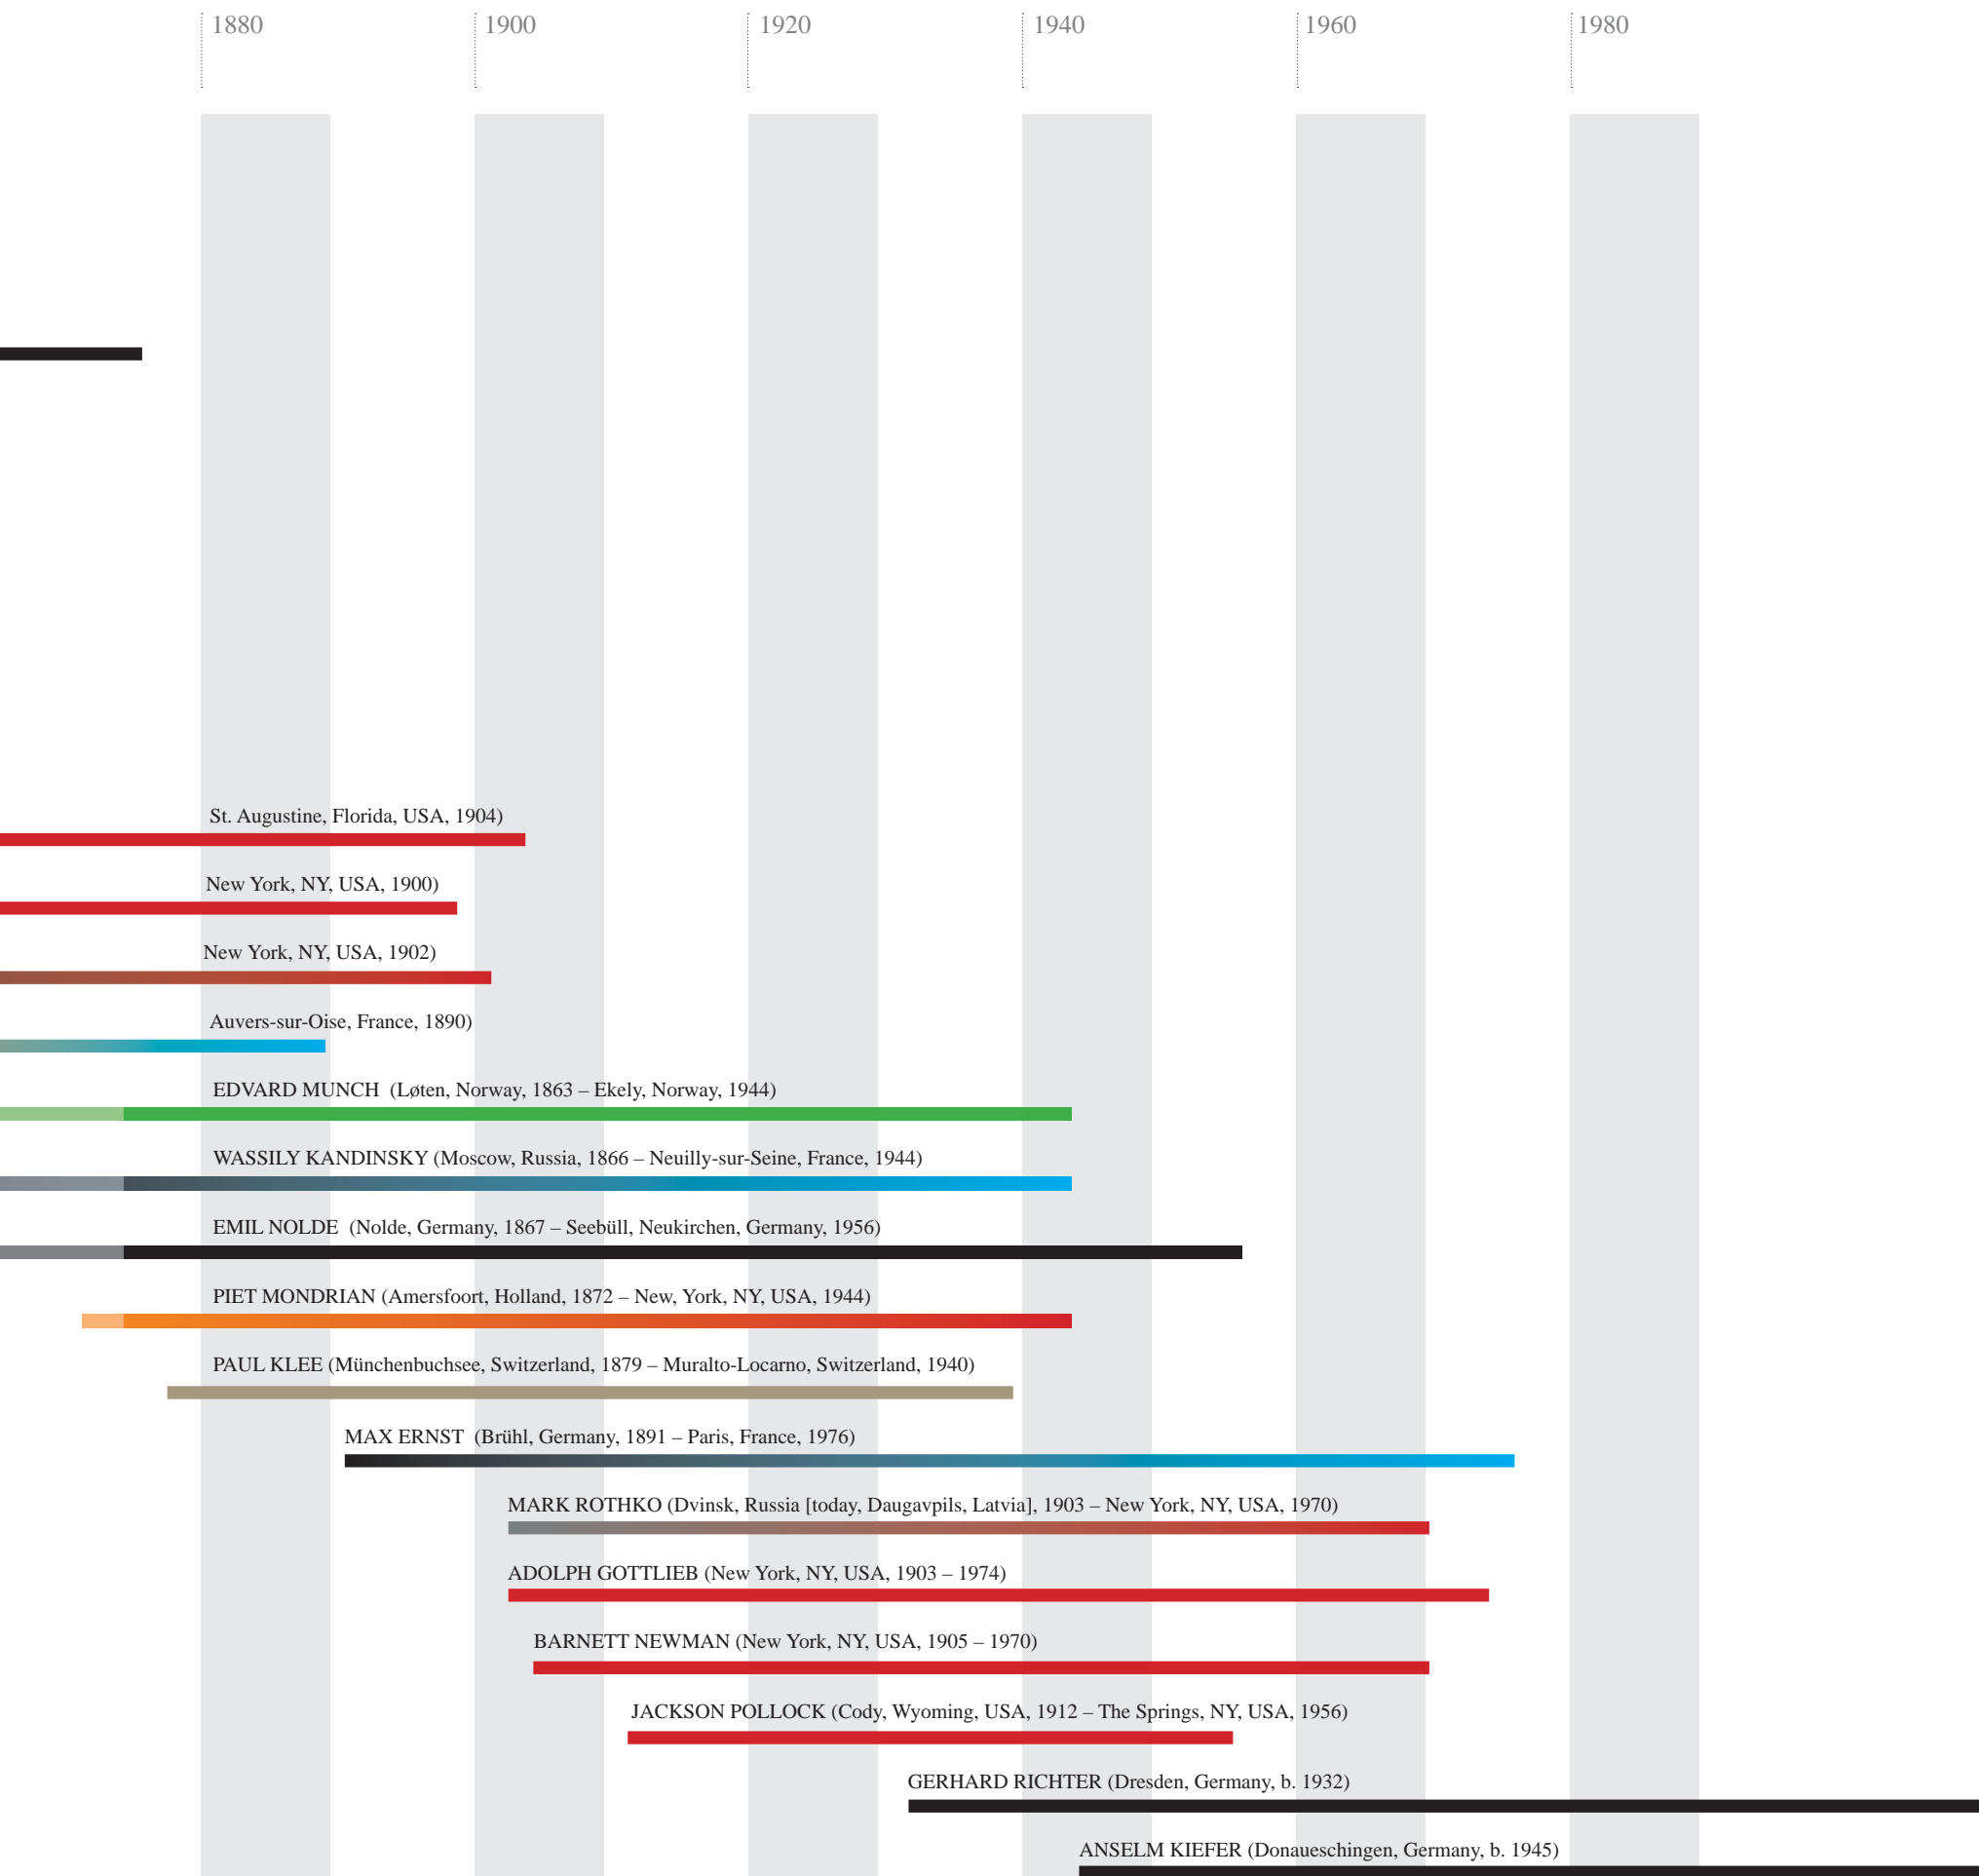 1880 1900 1920 1940 1960 1980
St. Augustine, Florida, USA, 1904)
New York, NY, USA, 1900)
New York, NY, USA, 1902)
Auvers-sur-Oise, France, 1890)
EDVARD MUNCH (Løten, Norway, 1863 – Ekely, Norway, 1944)
WASSILY KANDINSKY (Moscow, Russia, 1866 – Neuilly-sur-Seine, France, 1944)
EMIL NOLDE (Nolde, Germany, 1867 – Seebüll, Neukirchen, Germany, 1956)
PIET MONDRIAN (Amersfoort, Holland, 1872 – New, York, NY, USA, 1944)
PAUL KLEE (Münchenbuchsee, Switzerland, 1879 – Muralto-Locarno, Switzerland, 1940)
MAX ERNST (Brühl, Germany, 1891 – Paris, France, 1976)
MARK ROTHKO (Dvinsk, Russia [today, Daugavpils, Latvia], 1903 – New York, NY, USA, 1970)
ADOLPH GOTTLIEB (New York, NY, USA, 1903 – 1974)
BARNETT NEWMAN (New York, NY, USA, 1905 – 1970)
JACKSON POLLOCK (Cody, Wyoming, USA, 1912 – The Springs, NY, USA, 1956)
GERHARD RICHTER (Dresden, Germany, b. 1932)
ANSELM KIEFER (Donaueschingen, Germany, b. 1945)